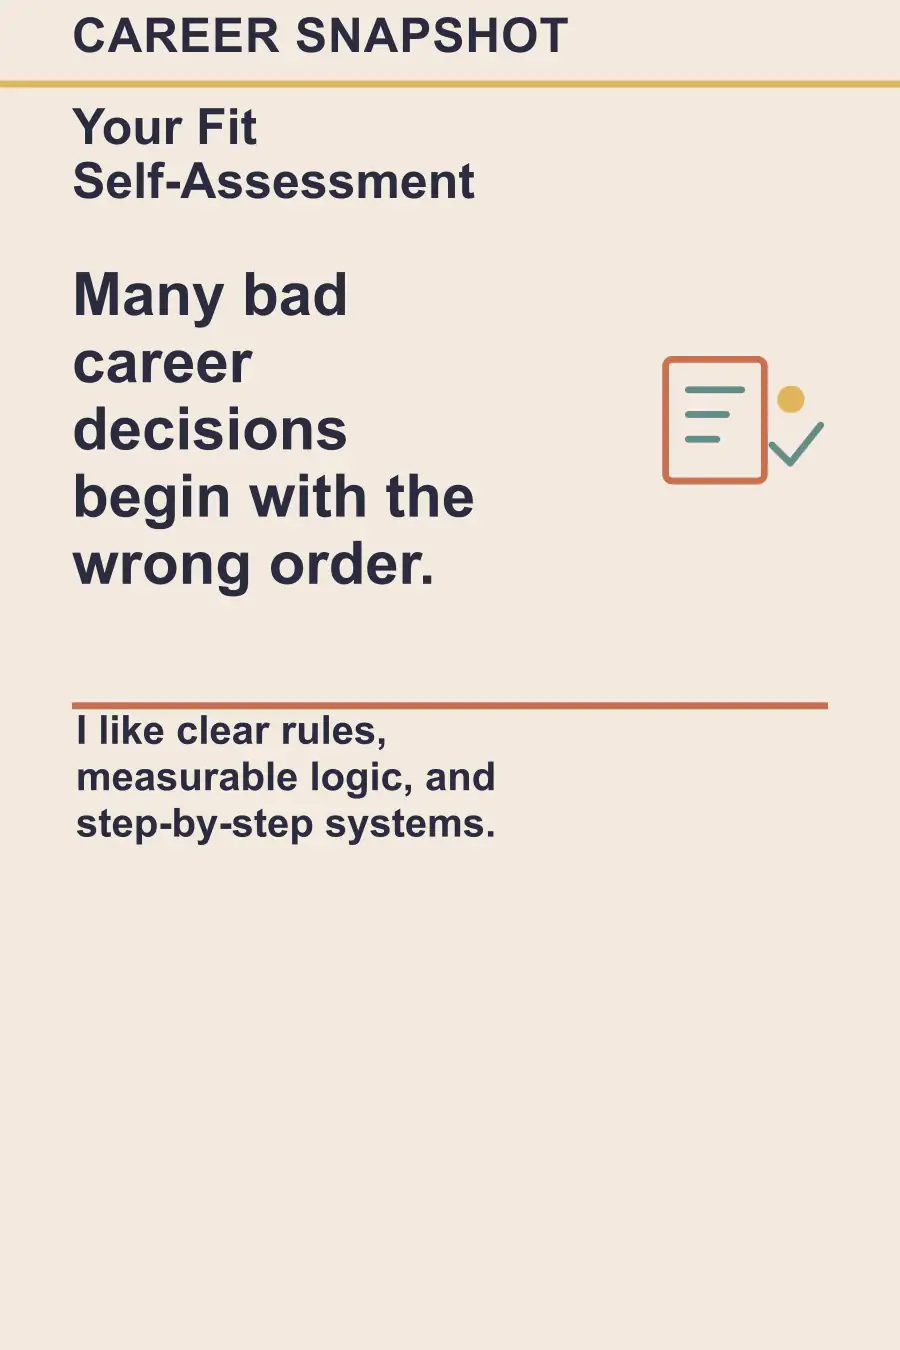 CAREER SNAPSHOT
Your Fit
Self-Assessment
Many bad
career
decisions
begin with the
wrong order.
I like clear rules,
measurable logic, and
step-by-step systems.